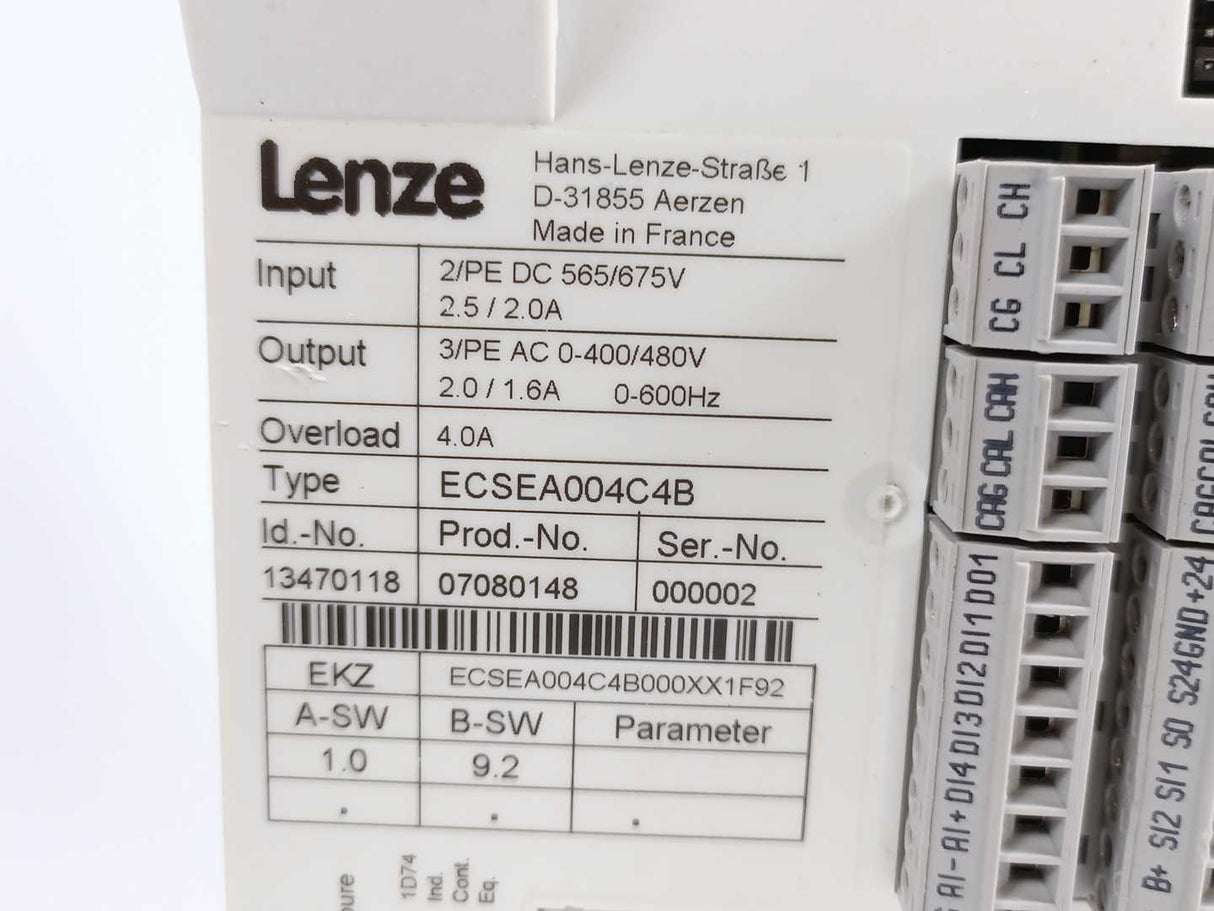 Lenze
Hans-Lenze-Straße 1
D-31855 Aerzen
Made in France
Input 2/PE DC 565/675V
2.5 / 2.0A
Output 3/PE AC 0-400/480V
2.0 / 1.6A 0-600Hz
Overload 4.0A
Type ECSEA004C4B
Id.-No. Prod.-No. Ser.-No.
13470118 07080148 000002
EKZ ECSEA004C4B000XX1F92
A-SW B-SW Parameter
1.0 9.2
. . .
1D74
Ind.
Cont.
Eq.
CG CL CH
CAG CAL CAH
AI- AI+ DI4 DI3 DI2 DI1 DO1
B+ SI2 SI1 SO S24 GND +24